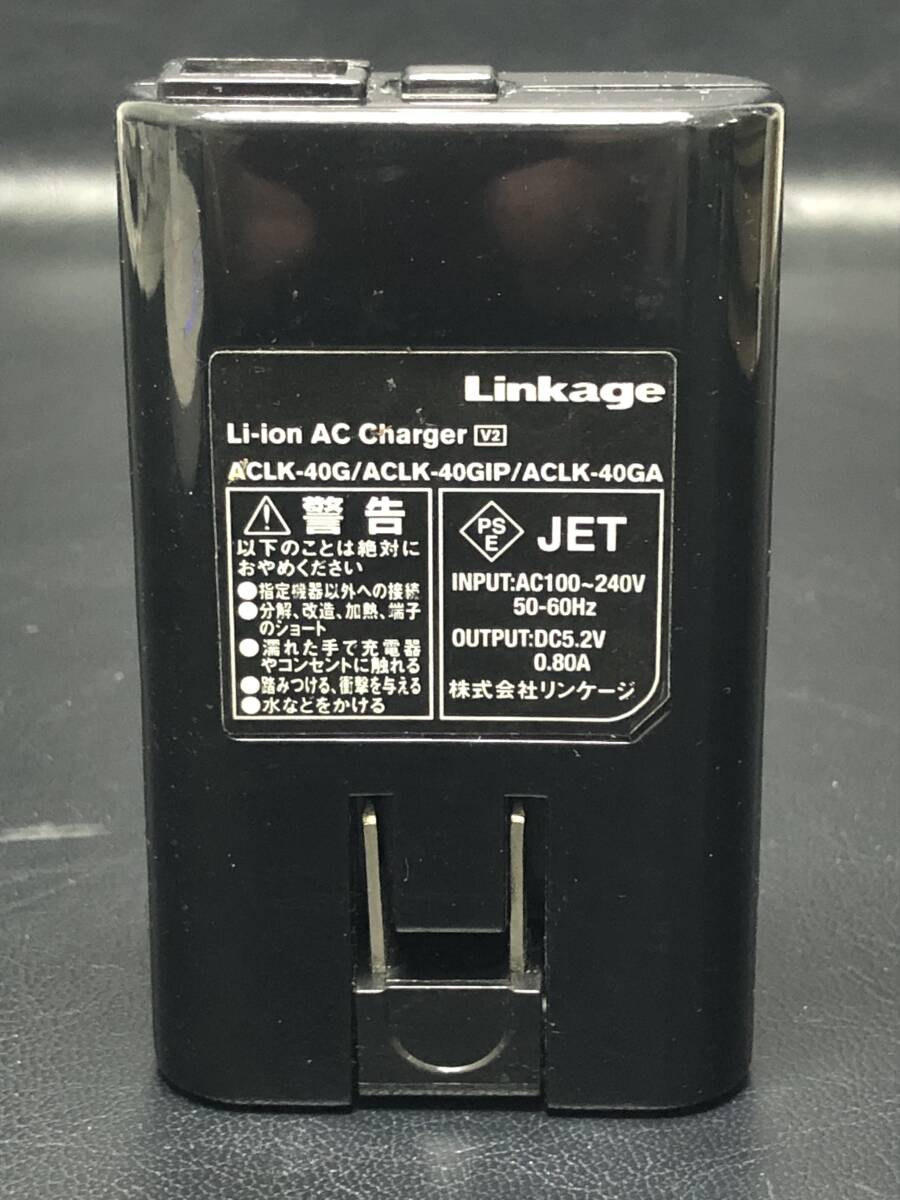 Linkage
Li-ion AC Charger V2
ACLK-40G/ACLK-40GIP/ACLK-40GA
警告
以下のことは絶対に
おやめください
●指定機器以外への接続
●分解、改造、加熱、端子
のショート
●濡れた手で充電器
やコンセントに触れる
●踏みつける、衝撃を与える
●水などをかける
PS
E
JET
INPUT:AC100~240V
50-60Hz
OUTPUT:DC5.2V
0.80A
株式会社リンケージ